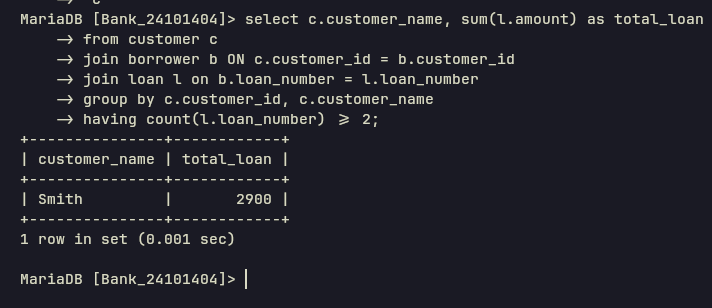 MariaDB [Bank_24101404]> select c.customer_name, sum(l.amount) as total_loan
    -> from customer c
    -> join borrower b ON c.customer_id = b.customer_id
    -> join loan l on b.loan_number = l.loan_number
    -> group by c.customer_id, c.customer_name
    -> having count(l.loan_number) >= 2;
+---------------+------------+
| customer_name | total_loan |
+---------------+------------+
| Smith         |       2900 |
+---------------+------------+
1 row in set (0.001 sec)
MariaDB [Bank_24101404]>